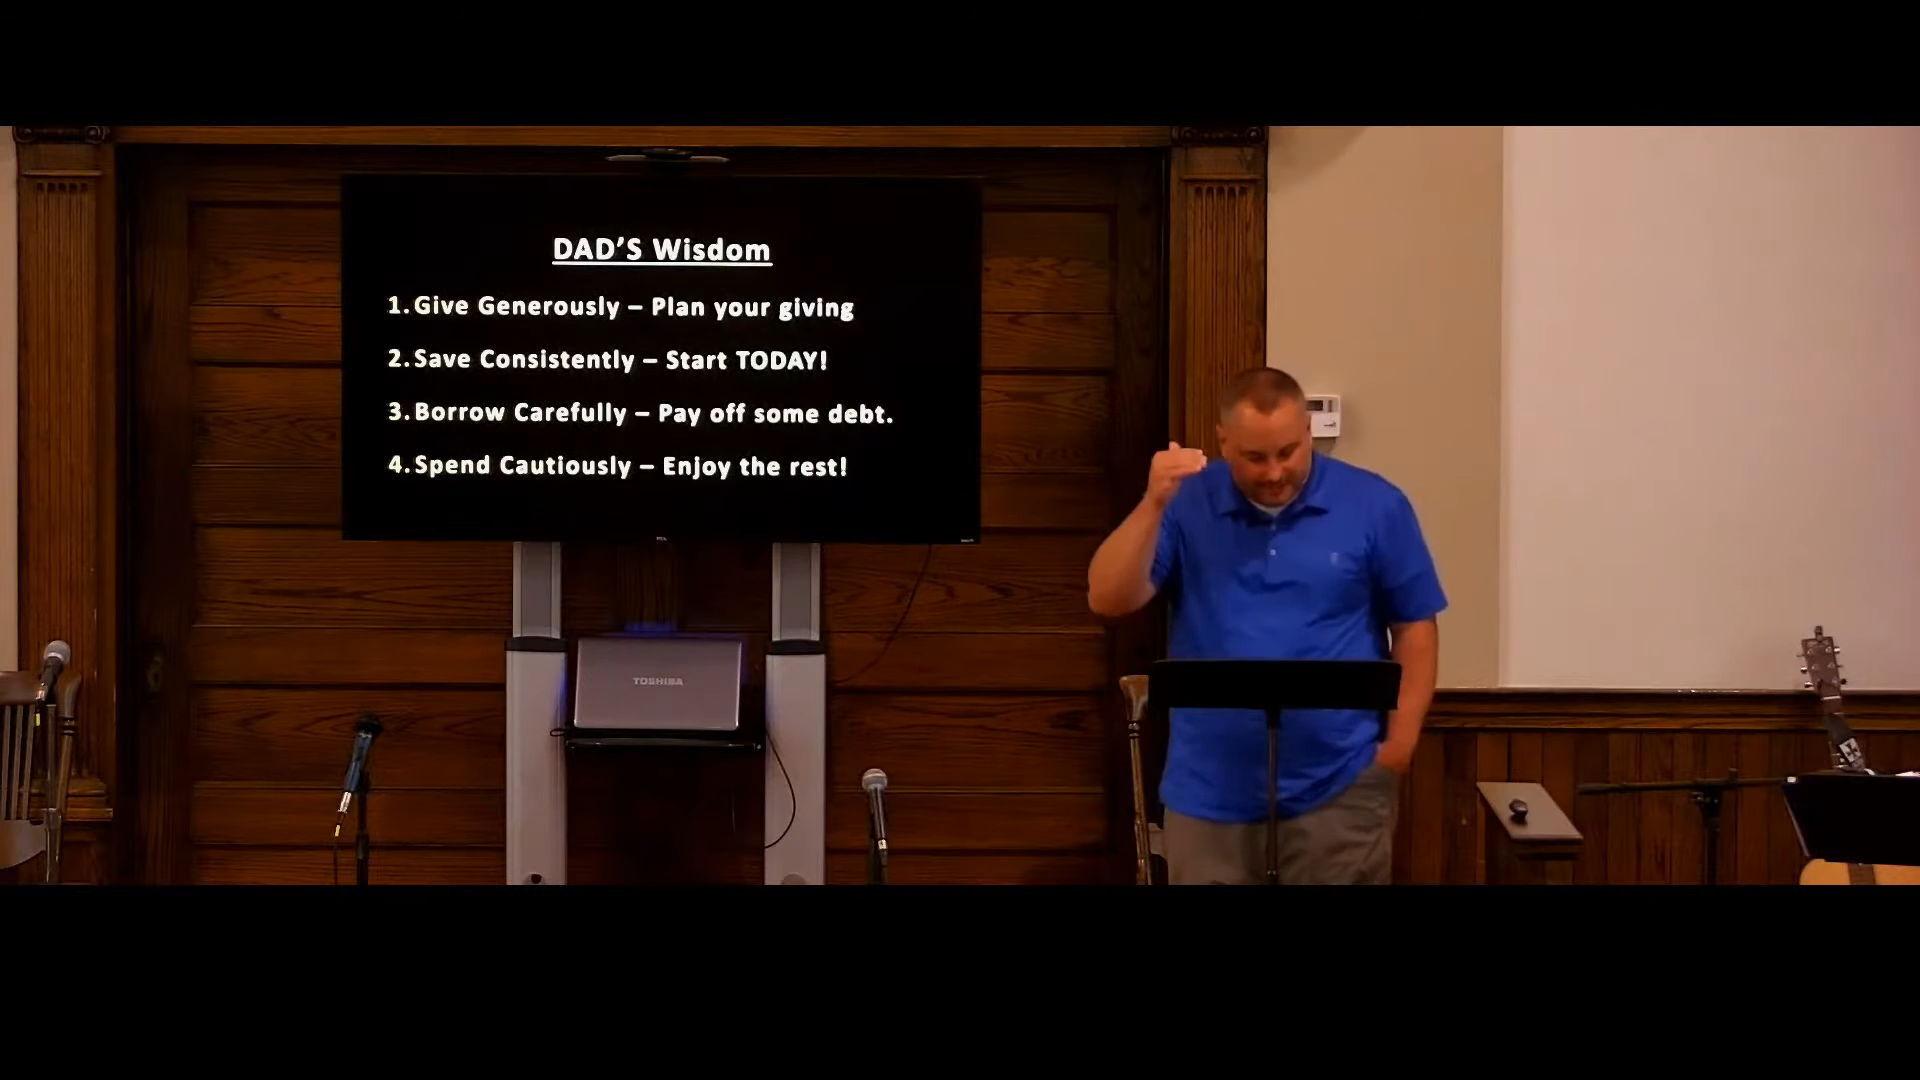 DAD'S Wisdom
1. Give Generously – Plan your giving
2. Save Consistently – Start TODAY!
3. Borrow Carefully – Pay off some debt.
4. Spend Cautiously – Enjoy the rest!
TOSHIBA